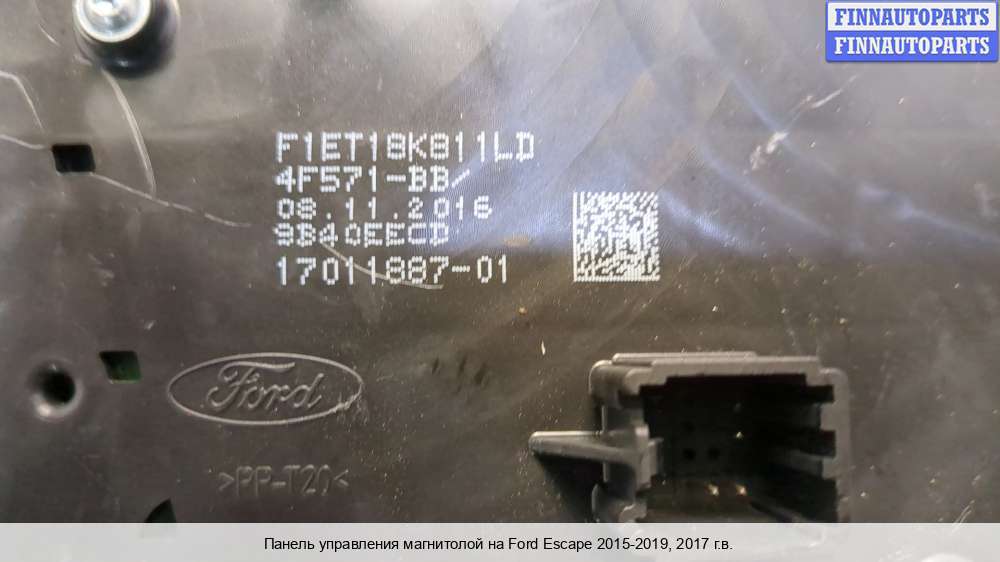 FINNAUTOPARTS
FINNAUTOPARTS
F1ET18K811LD
4F571-BB/
08.11.2016
9B40EECD
17011887-01
Ford
>PP-T20<
Панель управления магнитолой на Ford Escape 2015-2019, 2017 г.в.